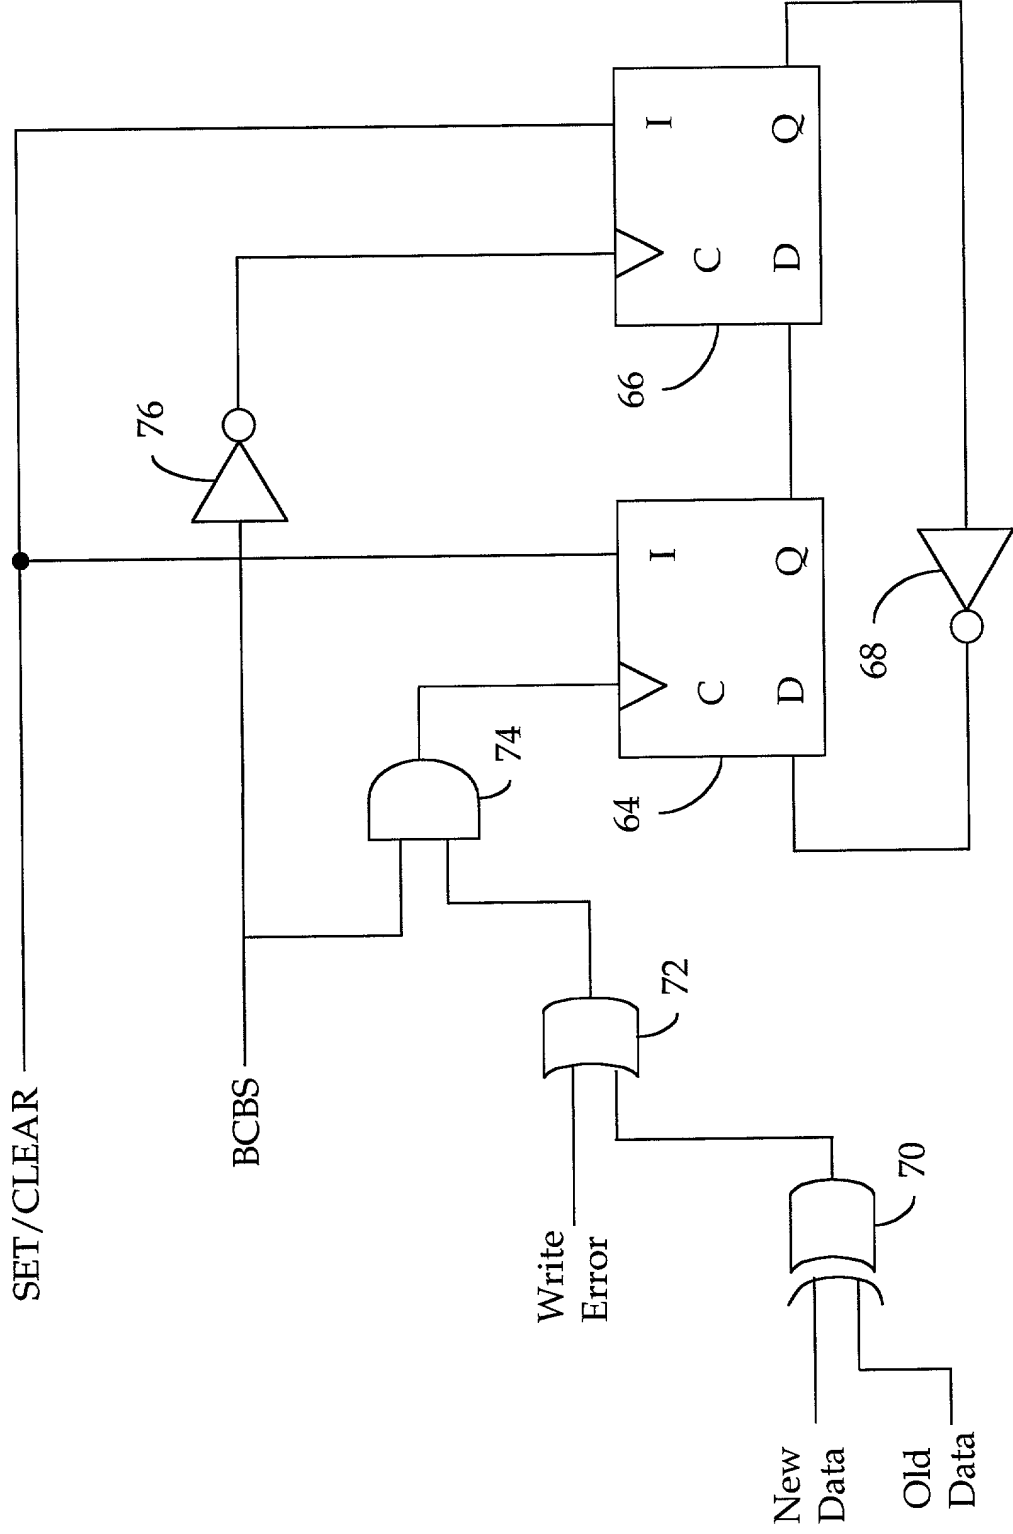 SET/CLEAR
BCBS
76
74
Write
Error
72
New
Data
Old
Data
70
64
C
I
D
Q
66
C
I
D
Q
68